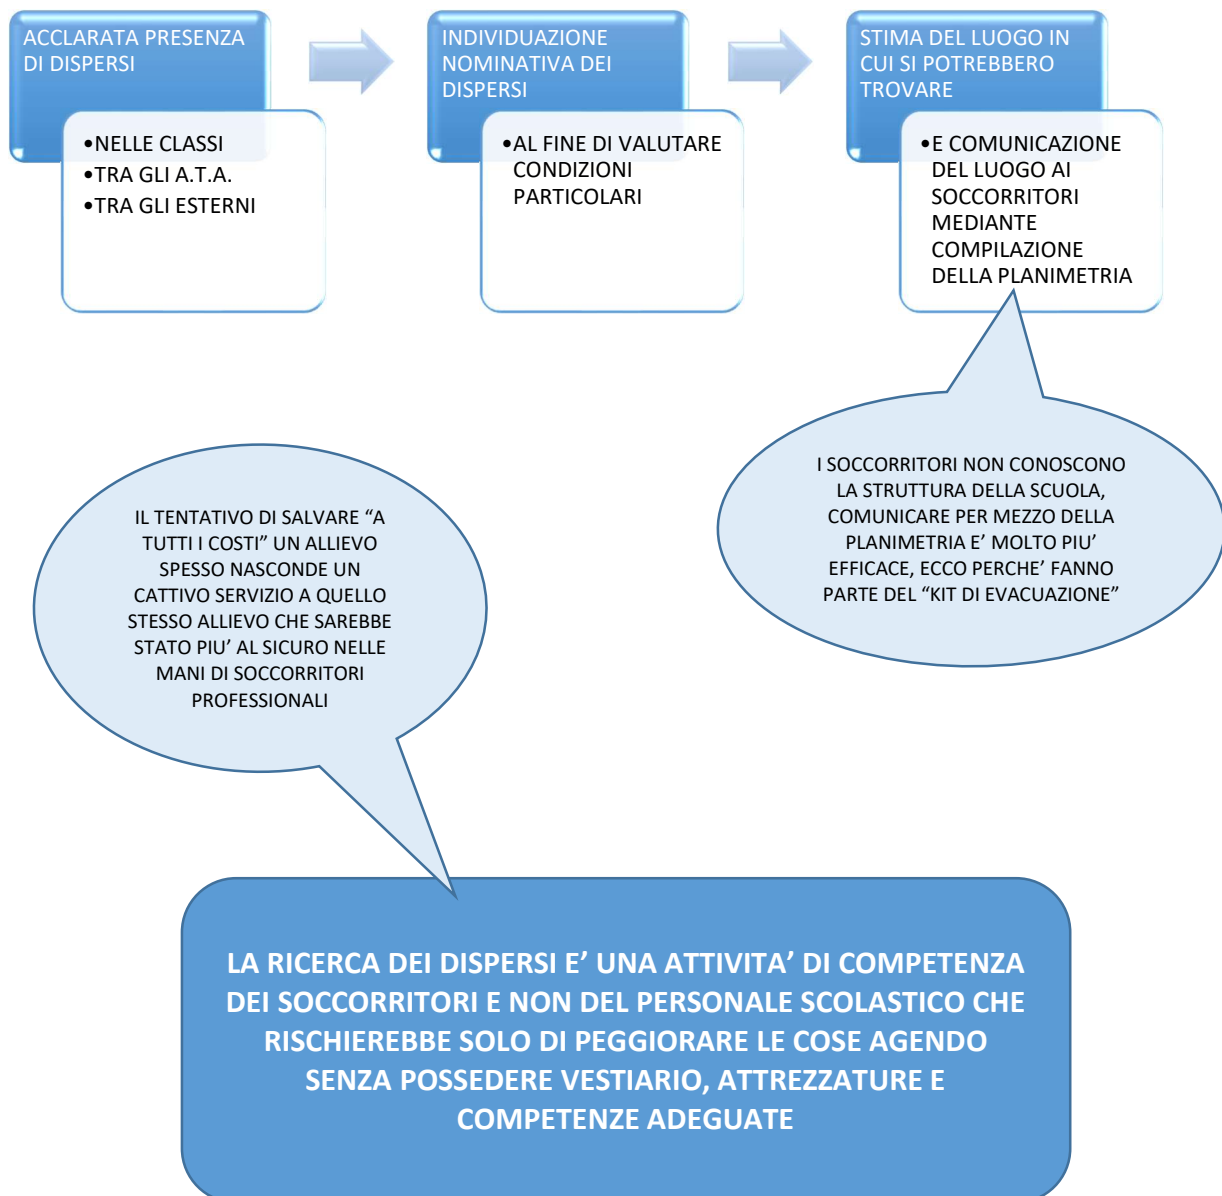 ACCLARATA PRESENZA
DI DISPERSI
•NELLE CLASSI
•TRA GLI A.T.A.
•TRA GLI ESTERNI
INDIVIDUAZIONE
NOMINATIVA DEI
DISPERSI
•AL FINE DI VALUTARE
CONDIZIONI
PARTICOLARI
STIMA DEL LUOGO IN
CUI SI POTREBBERO
TROVARE
•E COMUNICAZIONE
DEL LUOGO AI
SOCCORRITORI
MEDIANTE
COMPILAZIONE
DELLA PLANIMETRIA
I SOCCORRITORI NON CONOSCONO
LA STRUTTURA DELLA SCUOLA,
COMUNICARE PER MEZZO DELLA
PLANIMETRIA E’ MOLTO PIU’
EFFICACE, ECCO PERCHE’ FANNO
PARTE DEL “KIT DI EVACUAZIONE”
IL TENTATIVO DI SALVARE “A
TUTTI I COSTI” UN ALLIEVO
SPESSO NASCONDE UN
CATTIVO SERVIZIO A QUELLO
STESSO ALLIEVO CHE SAREBBE
STATO PIU’ AL SICURO NELLE
MANI DI SOCCORRITORI
PROFESSIONALI
LA RICERCA DEI DISPERSI E’ UNA ATTIVITA’ DI COMPETENZA
DEI SOCCORRITORI E NON DEL PERSONALE SCOLASTICO CHE
RISCHIEREBBE SOLO DI PEGGIORARE LE COSE AGENDO
SENZA POSSEDERE VESTIARIO, ATTREZZATURE E
COMPETENZE ADEGUATE